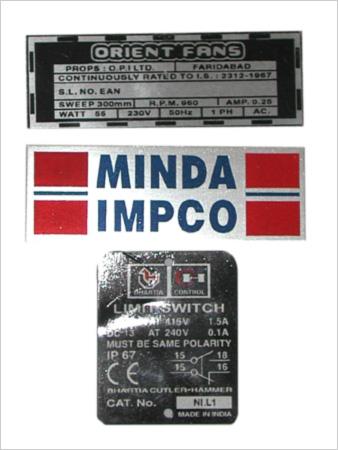 ORIENT FANS
PROPS : O.P.I LTD. FARIDABAD
CONTINUOUSLY RATED TO I.S. : 2312-1967
S.L. NO. EAN
SWEEP 300mm R.P.M. 960 AMP. 0.25
WATT 55 230V 50Hz 1 PH AC.
MINDA
IMPCO
BHARTIA CONTROL
LIMIT SWITCH
AT 415V 1.5A
DC-13 AT 240V 0.1A
MUST BE SAME POLARITY
IP 67 15 18
15 16
CE
BHARTIA CUTLER-HAMMER
CAT. No. NI.L1
MADE IN INDIA